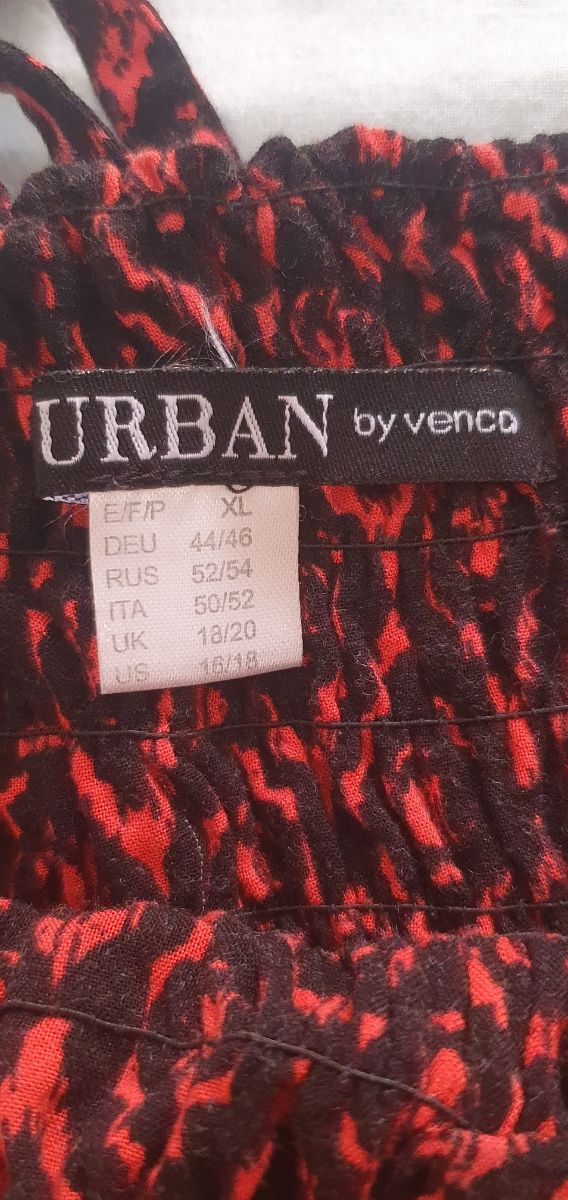 URBAN by venca
E/F/P XL
DEU 44/46
RUS 52/54
ITA 50/52
UK 18/20
US 16/18